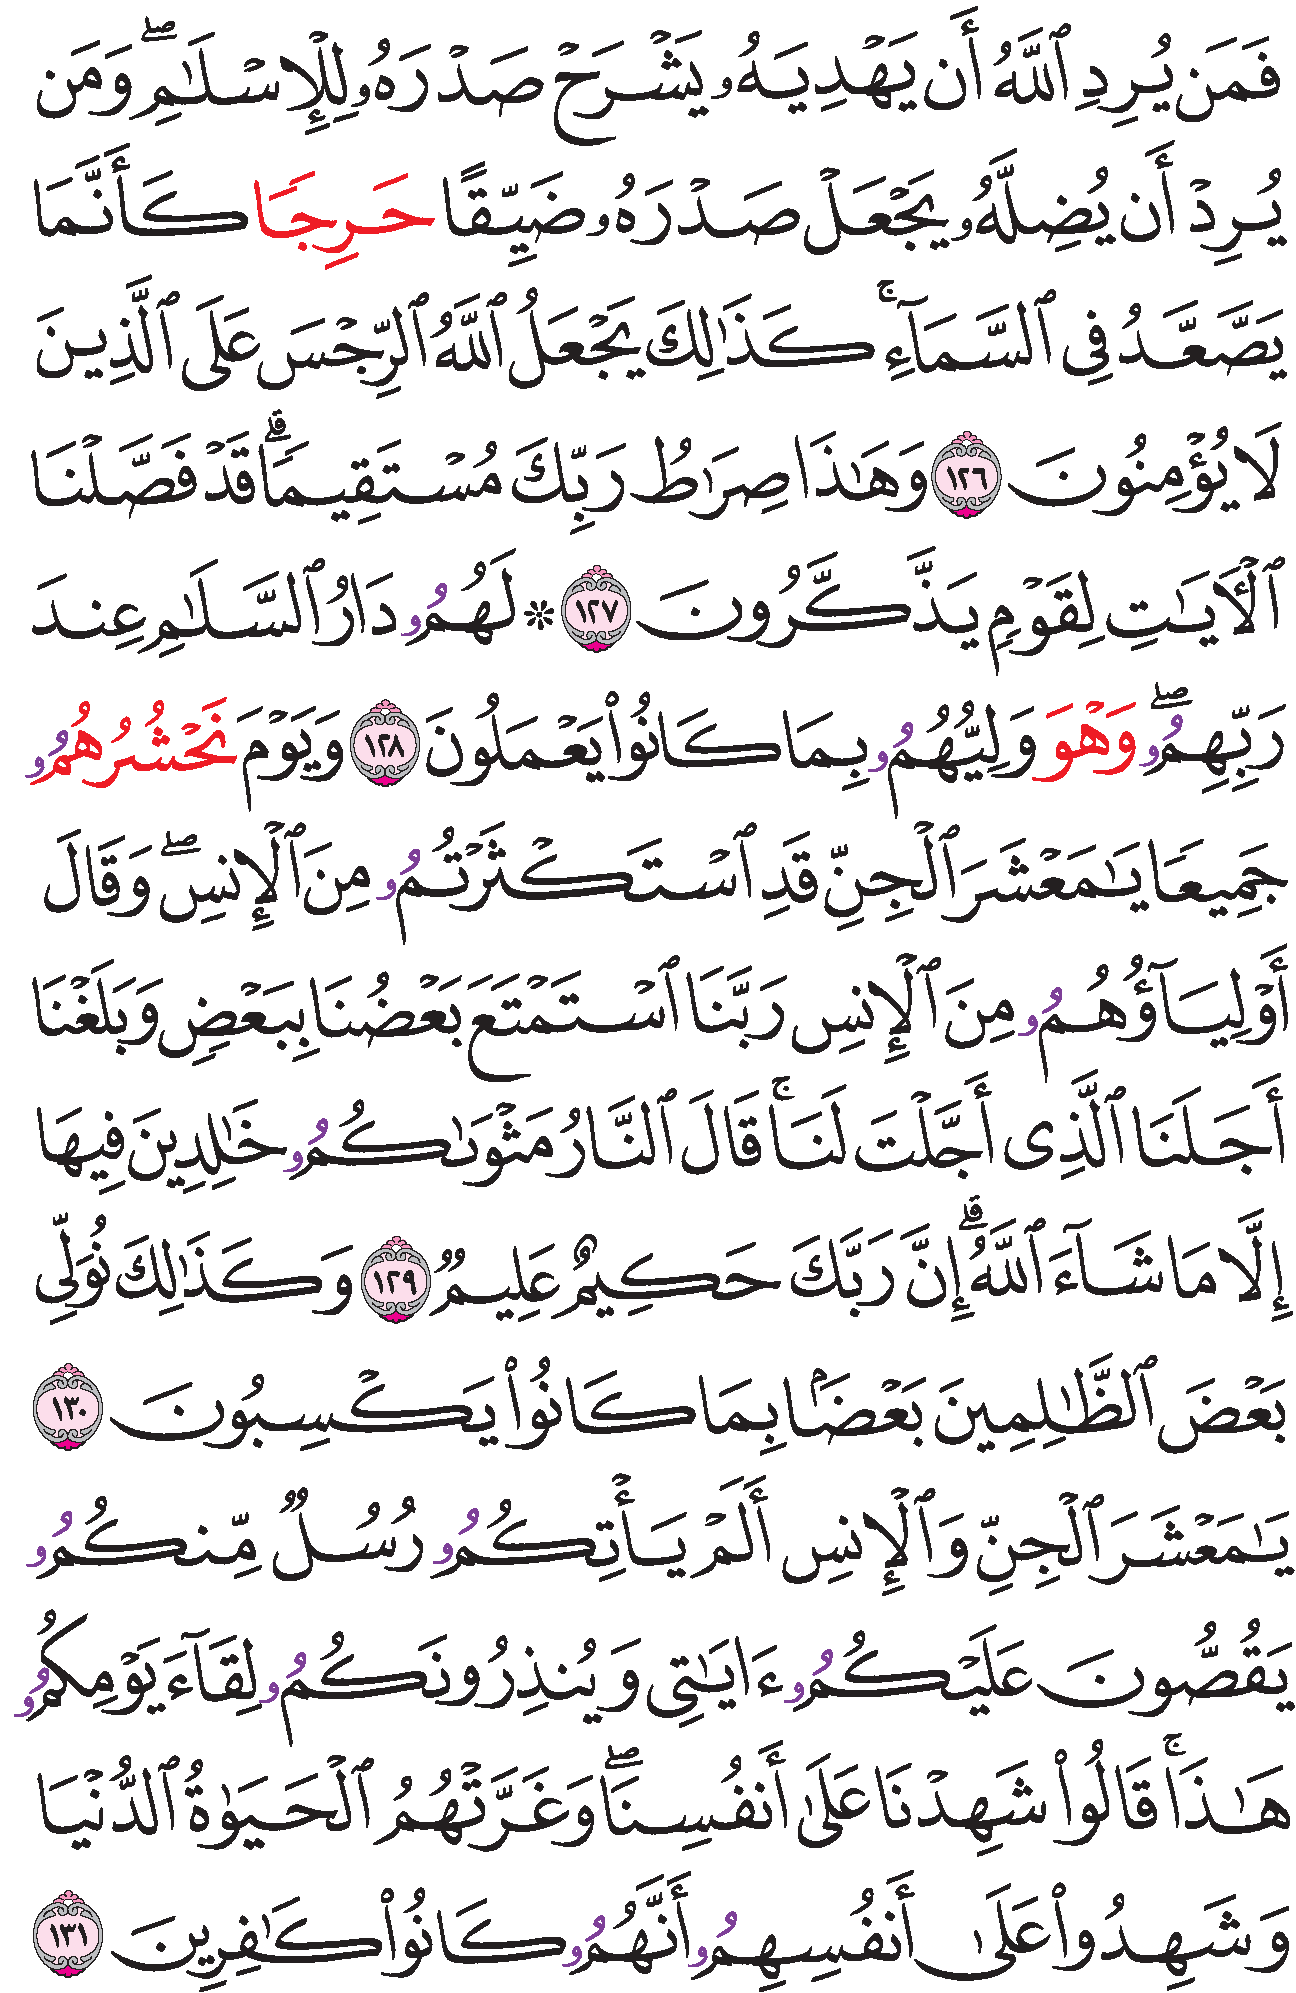 فَمَن يُرِدِ ٱللَّهُ أَن يَهْدِيَهُۥ يَشْرَحْ صَدْرَهُۥ لِلْإِسْلَٰمِۖ وَمَن
يُرِدْ أَن يُضِلَّهُۥ يَجْعَلْ صَدْرَهُۥ ضَيِّقًا حَرِجٗا كَأَنَّمَا
يَصَّعَّدُ فِي ٱلسَّمَآءِۚ كَذَٰلِكَ يَجْعَلُ ٱللَّهُ ٱلرِّجْسَ عَلَى ٱلَّذِينَ
لَا يُؤْمِنُونَ ١٢٦ وَهَٰذَا صِرَٰطُ رَبِّكَ مُسْتَقِيمٗاۗ قَدْ فَصَّلْنَا
ٱلْأٓيَٰتِ لِقَوْمٖ يَذَّكَّرُونَ ١٢٧ ۞ لَهُمُۥ دَارُ ٱلسَّلَٰمِ عِندَ
رَبِّهِمُۥۖ وَهْوَ وَلِيُّهُمُۥ بِمَا كَانُواْ يَعْمَلُونَ ١٢٨ وَيَوْمَ نَحْشُرُهُمُۥ
جَمِيعٗا يَٰمَعْشَرَ ٱلْجِنِّ قَدِ ٱسْتَكْثَرْتُمُۥ مِنَ ٱلْإِنسِۖ وَقَالَ
أَوْلِيَآؤُهُمُۥ مِنَ ٱلْإِنسِ رَبَّنَا ٱسْتَمْتَعَ بَعْضُنَا بِبَعْضٖ وَبَلَغْنَا
أَجَلَنَا ٱلَّذِي أَجَّلْتَ لَنَاۚ قَالَ ٱلنَّارُ مَثْوَىٰكُمُۥ خَٰلِدِينَ فِيهَا
إِلَّا مَا شَآءَ ٱللَّهُۗ إِنَّ رَبَّكَ حَكِيمٌ عَلِيمٞ ١٢٩ وَكَذَٰلِكَ نُوَلِّي
بَعْضَ ٱلظَّٰلِمِينَ بَعْضَۢا بِمَا كَانُواْ يَكْسِبُونَ ١٣٠
يَٰمَعْشَرَ ٱلْجِنِّ وَٱلْإِنسِ أَلَمْ يَأْتِكُمُۥ رُسُلٞ مِّنكُمُۥ
يَقُصُّونَ عَلَيْكُمُۥ ءَايَٰتِي وَيُنذِرُونَكُمُۥ لِقَآءَ يَوْمِكُمُۥ
هَٰذَاۚ قَالُواْ شَهِدْنَا عَلَىٰ أَنفُسِنَاۖ وَغَرَّتْهُمُ ٱلْحَيَوٰةُ ٱلدُّنْيَا
وَشَهِدُواْ عَلَىٰ أَنفُسِهِمُۥ أَنَّهُمُۥ كَانُواْ كَٰفِرِينَ ١٣١